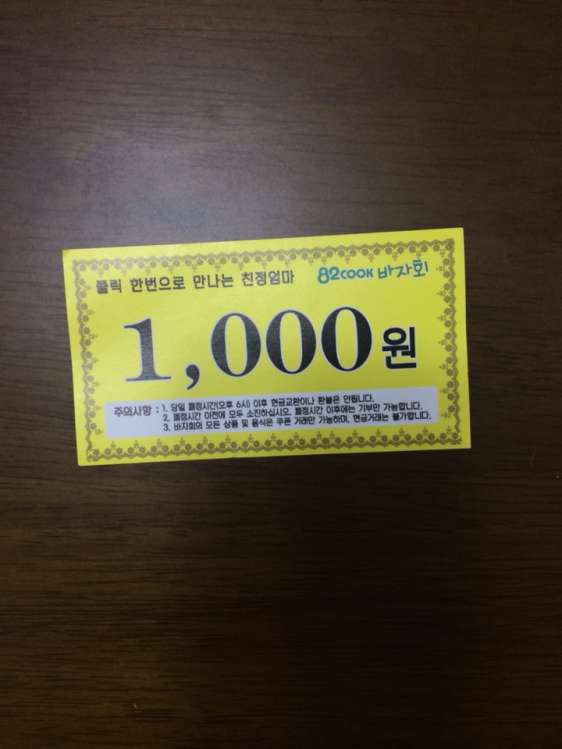 클릭 한번으로 만나는 친정엄마 82cook 바자회
1,000원
주의사항 : 1. 당일 폐점시간(오후 6시) 이후 현금교환이나 환불은 안됩니다.
2. 폐점시간 이전에 모두 소진하십시오. 폐점시간 이후에는 기부만 가능합니다.
3. 바자회의 모든 상품 및 음식은 쿠폰 거래만 가능하며, 현금거래는 불가합니다.